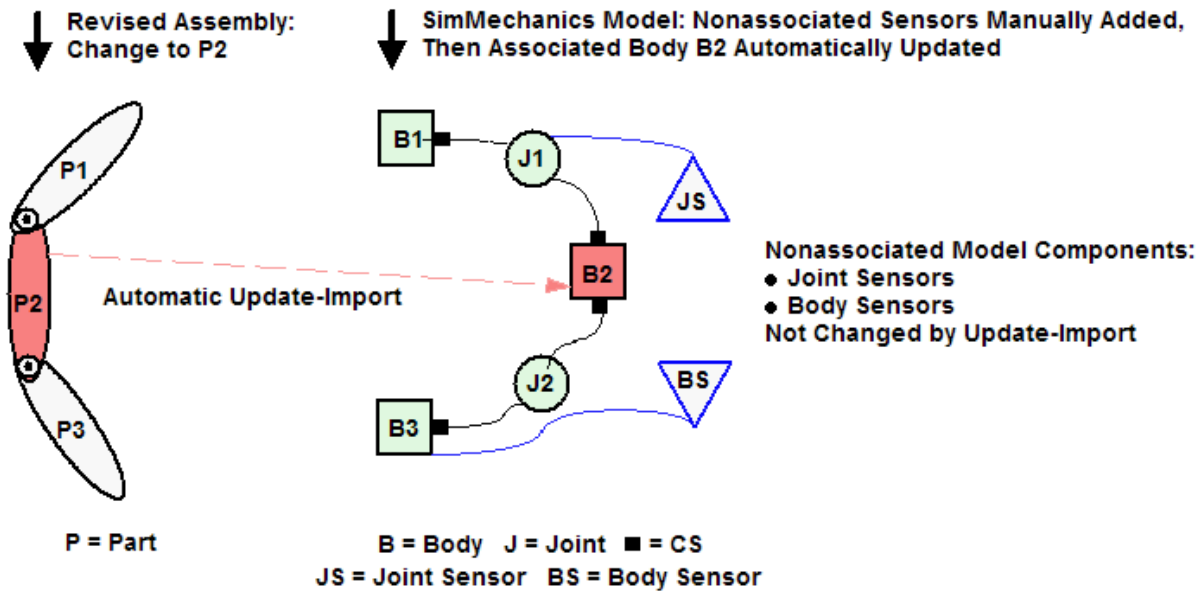 Revised Assembly:
Change to P2
SimMechanics Model: Nonassociated Sensors Manually Added,
Then Associated Body B2 Automatically Updated
P1
P2
P3
Automatic Update-Import
B1
J1
JS
B2
J2
BS
B3
Nonassociated Model Components:
● Joint Sensors
● Body Sensors
Not Changed by Update-Import
P = Part
B = Body J = Joint ■ = CS
JS = Joint Sensor BS = Body Sensor